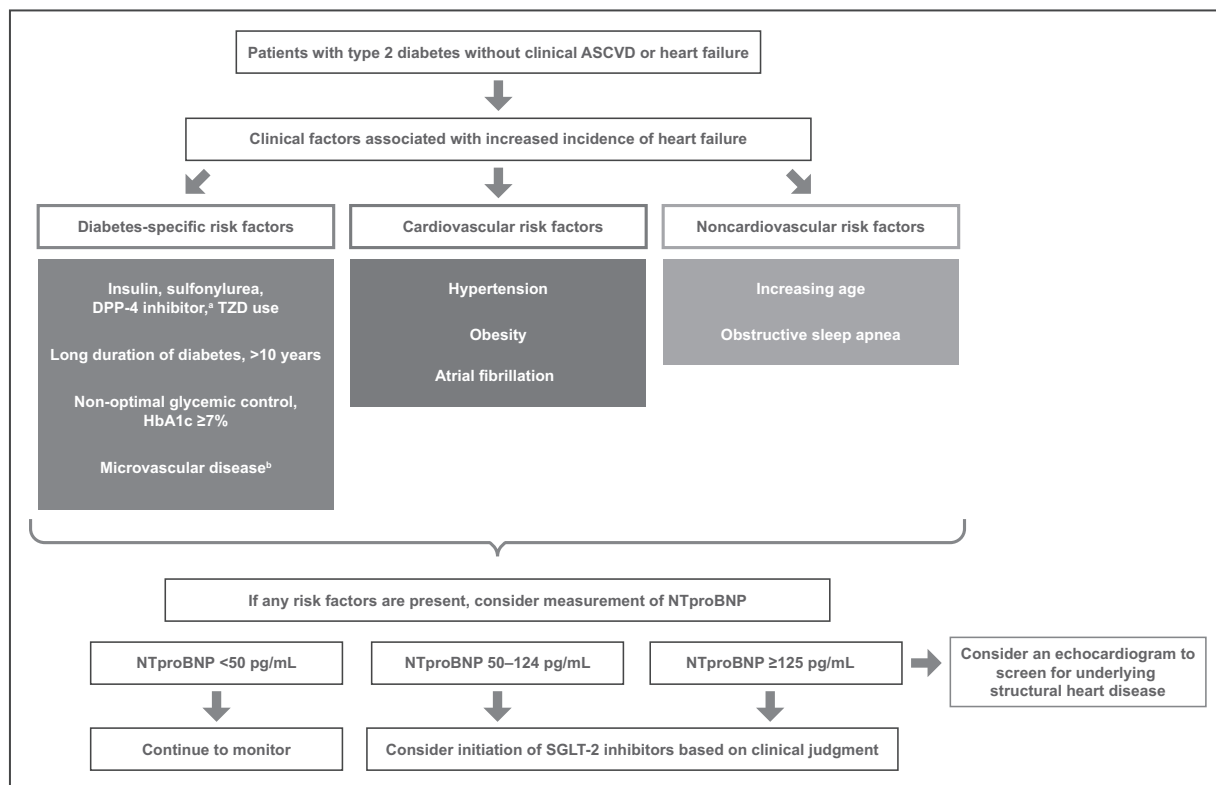 Patients with type 2 diabetes without clinical ASCVD or heart failure
Clinical factors associated with increased incidence of heart failure
Diabetes-specific risk factors
Cardiovascular risk factors
Noncardiovascular risk factors
Insulin, sulfonylurea,
DPP-4 inhibitor,ᵃ TZD use
Long duration of diabetes, >10 years
Non-optimal glycemic control,
HbA1c ≥7%
Microvascular diseaseᵇ
Hypertension
Obesity
Atrial fibrillation
Increasing age
Obstructive sleep apnea
If any risk factors are present, consider measurement of NTproBNP
NTproBNP <50 pg/mL
NTproBNP 50–124 pg/mL
NTproBNP ≥125 pg/mL
Consider an echocardiogram to
screen for underlying
structural heart disease
Continue to monitor
Consider initiation of SGLT-2 inhibitors based on clinical judgment